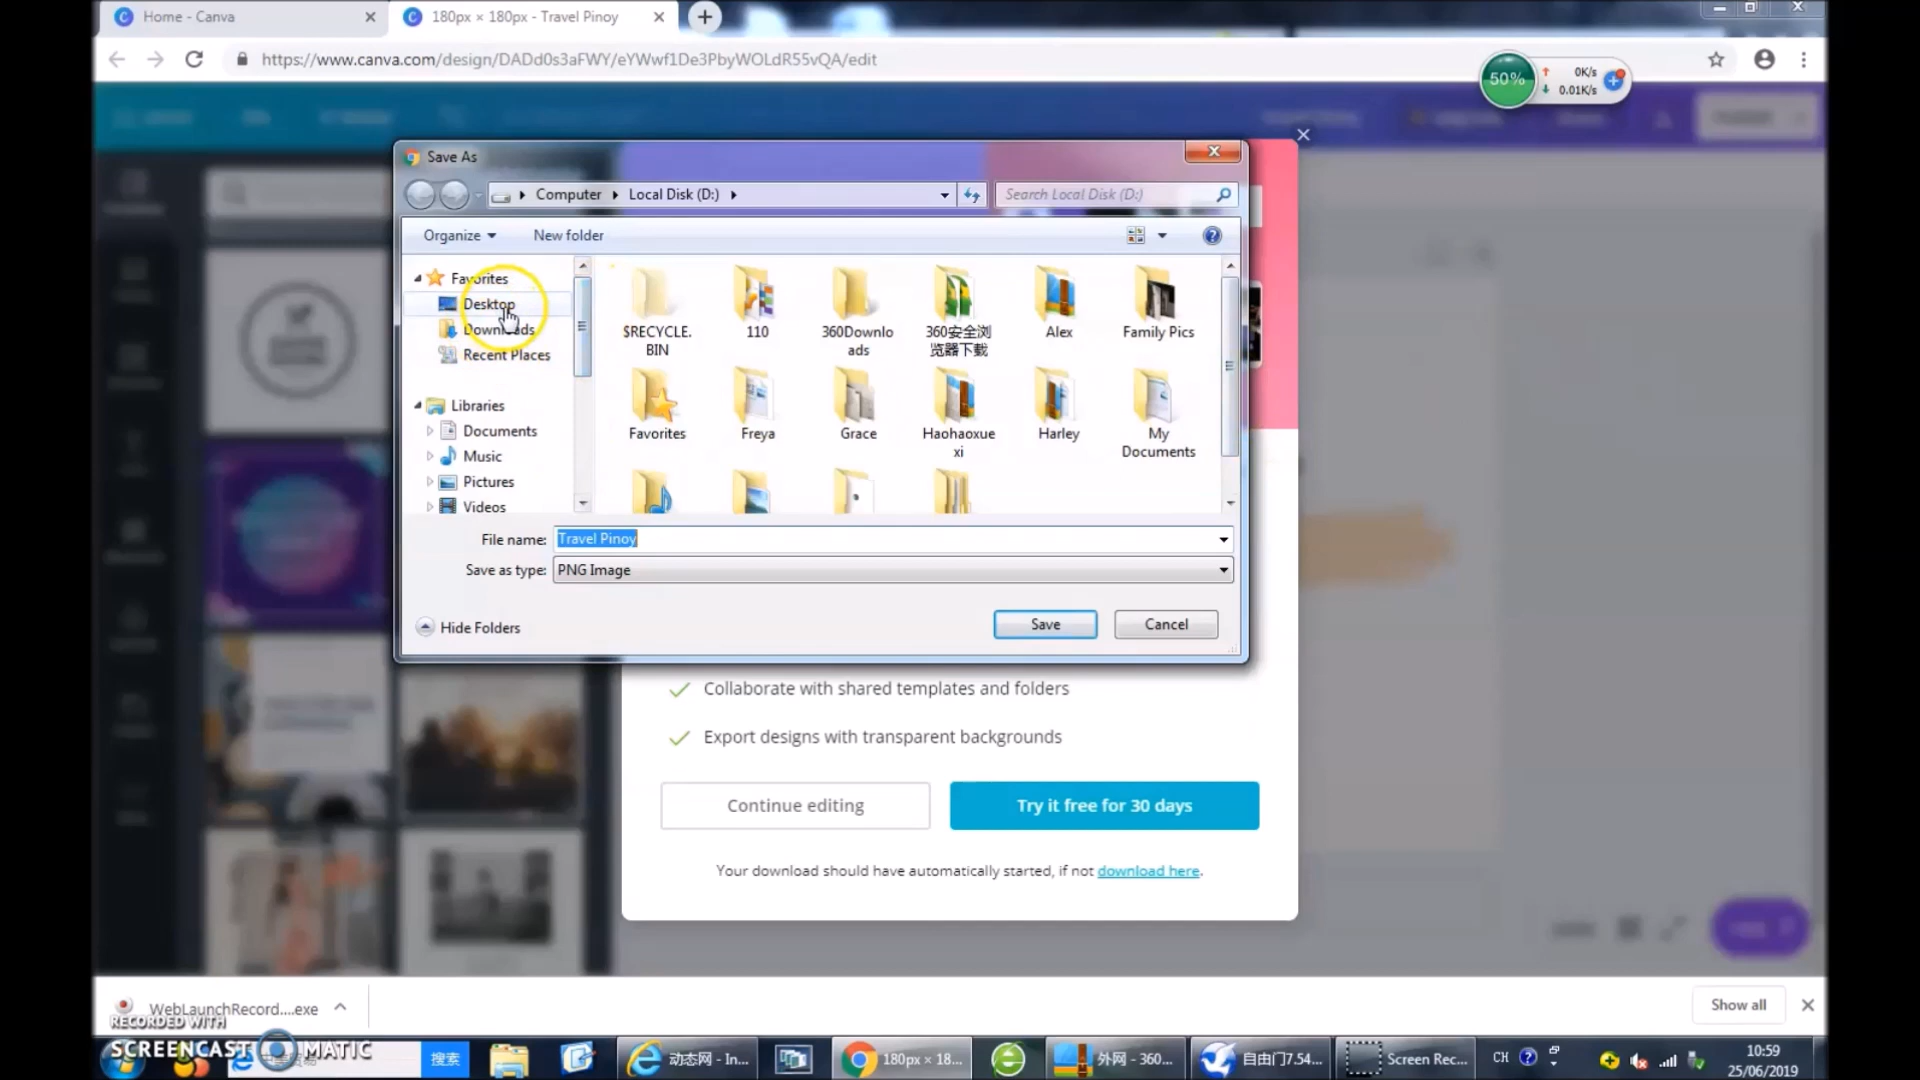 Home - Canva
180px × 180px - Travel Pinoy
https://www.canva.com/design/DADd0s3aFWY/eYWwf1De3PbyWOLdR55vQA/edit
50%
0K/s
0.01K/s
Save As
Computer
Local Disk (D:)
Search Local Disk (D:)
Organize
New folder
Favorites
Desktop
Downloads
Recent Places
Libraries
Documents
Music
Pictures
Videos
$RECYCLE.
BIN
110
360Downlo
ads
360安全浏
览器下载
Alex
Family Pics
Favorites
Freya
Grace
Haohaoxue
xi
Harley
My
Documents
File name: Travel Pinoy
Save as type: PNG Image
Hide Folders
Save
Cancel
Collaborate with shared templates and folders
Export designs with transparent backgrounds
Continue editing
Try it free for 30 days
Your download should have automatically started, if not download here.
WebLaunchRecord....exe
Show all
RECORDED WITH
SCREENCAST MATIC
搜索
动态网 - In...
180px × 18...
外网 - 360...
自由门7.54...
Screen Rec...
CH
10:59
25/06/2019